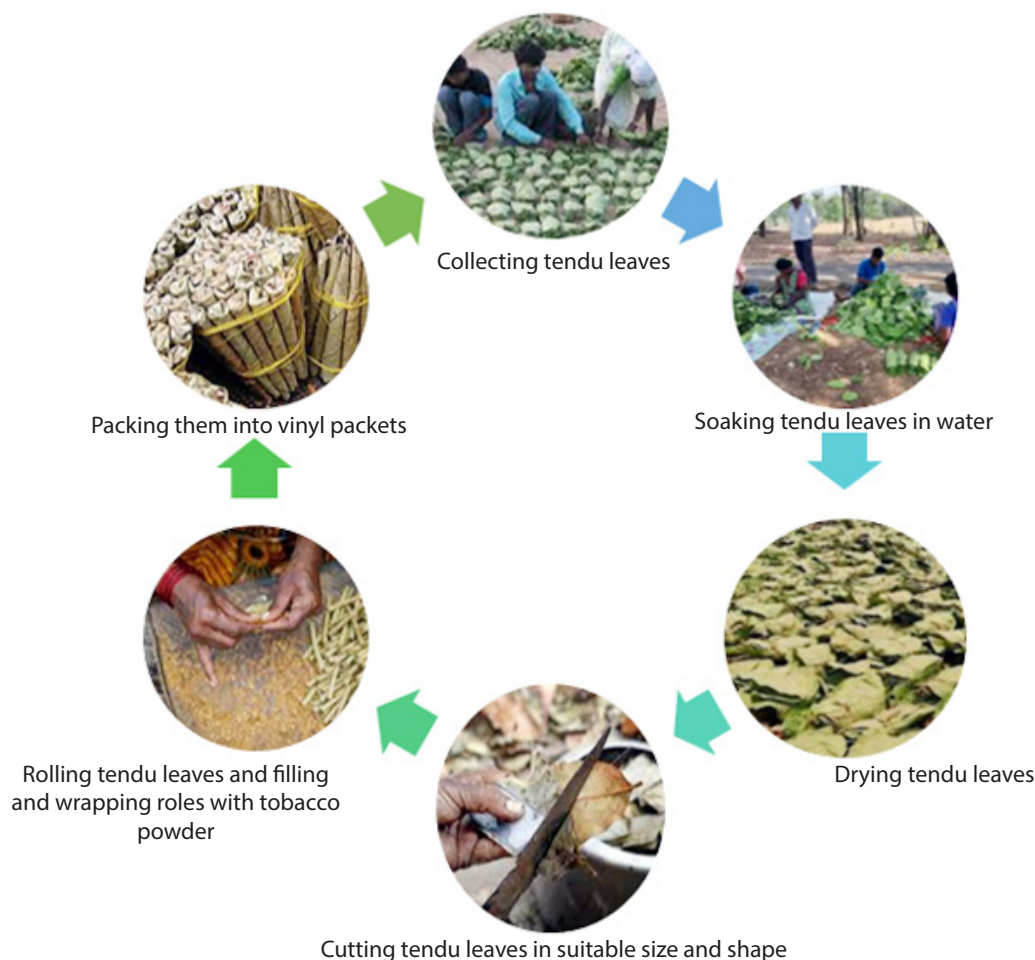 Collecting tendu leaves
Soaking tendu leaves in water
Drying tendu leaves
Cutting tendu leaves in suitable size and shape
Rolling tendu leaves and filling
and wrapping roles with tobacco
powder
Packing them into vinyl packets